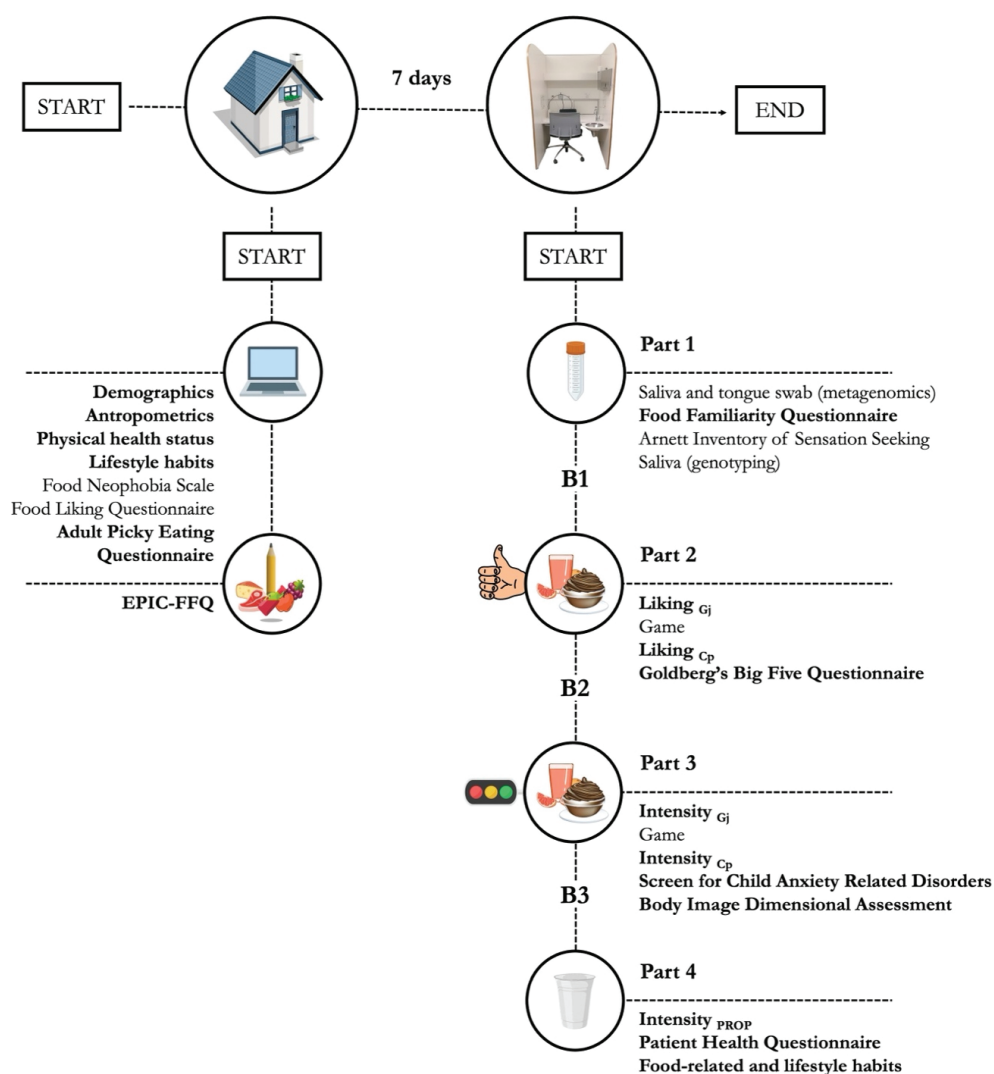 START
7 days
END
START
Demographics
Antropometrics
Physical health status
Lifestyle habits
Food Neophobia Scale
Food Liking Questionnaire
Adult Picky Eating
Questionnaire
EPIC-FFQ
START
Part 1
Saliva and tongue swab (metagenomics)
Food Familiarity Questionnaire
Arnett Inventory of Sensation Seeking
Saliva (genotyping)
B1
Part 2
Liking Gj
Game
Liking Cp
Goldberg's Big Five Questionnaire
B2
Part 3
Intensity Gj
Game
Intensity Cp
Screen for Child Anxiety Related Disorders
Body Image Dimensional Assessment
B3
Part 4
Intensity PROP
Patient Health Questionnaire
Food-related and lifestyle habits